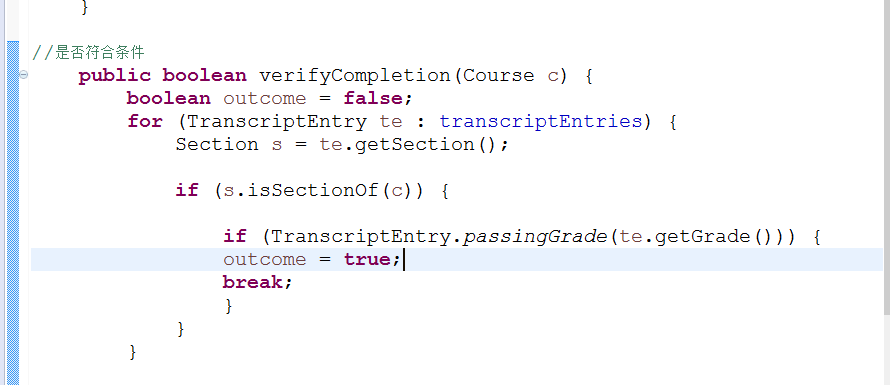 }
//是否符合条件
public boolean verifyCompletion(Course c) {
boolean outcome = false;
for (TranscriptEntry te : transcriptEntries) {
Section s = te.getSection();
if (s.isSectionOf(c)) {
if (TranscriptEntry.passingGrade(te.getGrade())) {
outcome = true;
break;
}
}
}